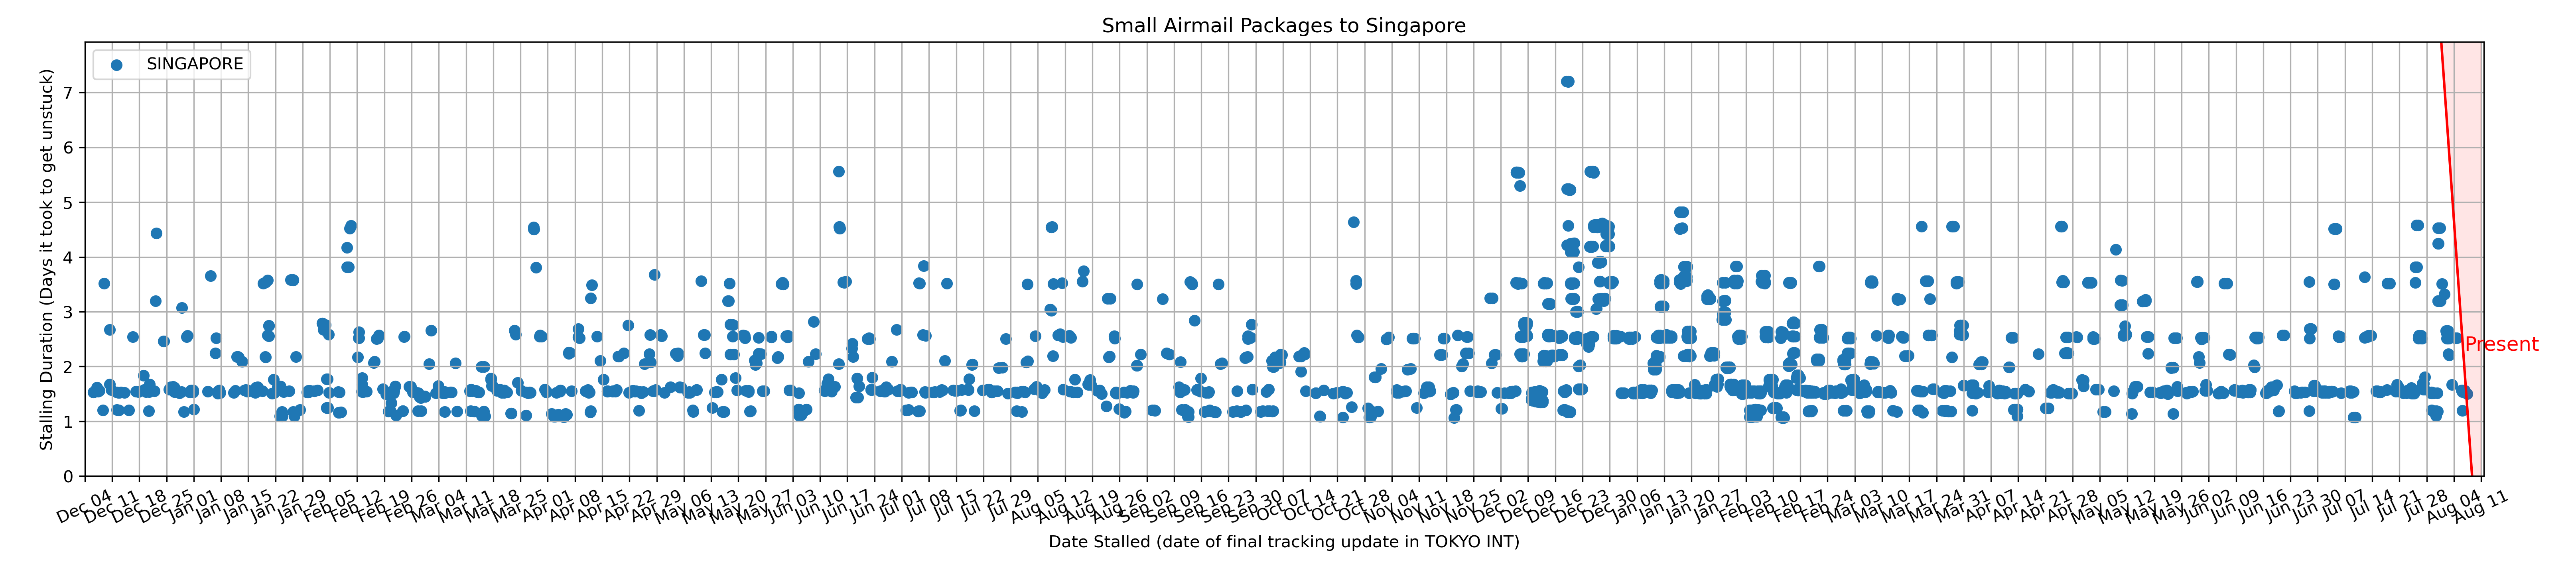 Small Airmail Packages to Singapore
SINGAPORE
Stalling Duration (Days it took to get unstuck)
7
6
5
4
3
2
1
0
Present
Dec 04
Dec 11
Dec 18
Dec 25
Jan 01
Jan 08
Jan 15
Jan 22
Jan 29
Feb 05
Feb 12
Feb 19
Feb 26
Mar 04
Mar 11
Mar 18
Mar 25
Apr 01
Apr 08
Apr 15
Apr 22
Apr 29
May 06
May 13
May 20
May 27
Jun 03
Jun 10
Jun 17
Jun 24
Jul 01
Jul 08
Jul 15
Jul 22
Jul 29
Aug 05
Aug 12
Aug 19
Aug 26
Sep 02
Sep 09
Sep 16
Sep 23
Sep 30
Oct 07
Oct 14
Oct 21
Oct 28
Nov 04
Nov 11
Nov 18
Nov 25
Dec 02
Dec 09
Dec 16
Dec 23
Dec 30
Jan 06
Jan 13
Jan 20
Jan 27
Feb 03
Feb 10
Feb 17
Feb 24
Mar 03
Mar 10
Mar 17
Mar 24
Mar 31
Apr 07
Apr 14
Apr 21
Apr 28
May 05
May 12
May 19
May 26
Jun 02
Jun 09
Jun 16
Jun 23
Jun 30
Jul 07
Jul 14
Jul 21
Jul 28
Aug 04
Aug 11
Date Stalled (date of final tracking update in TOKYO INT)